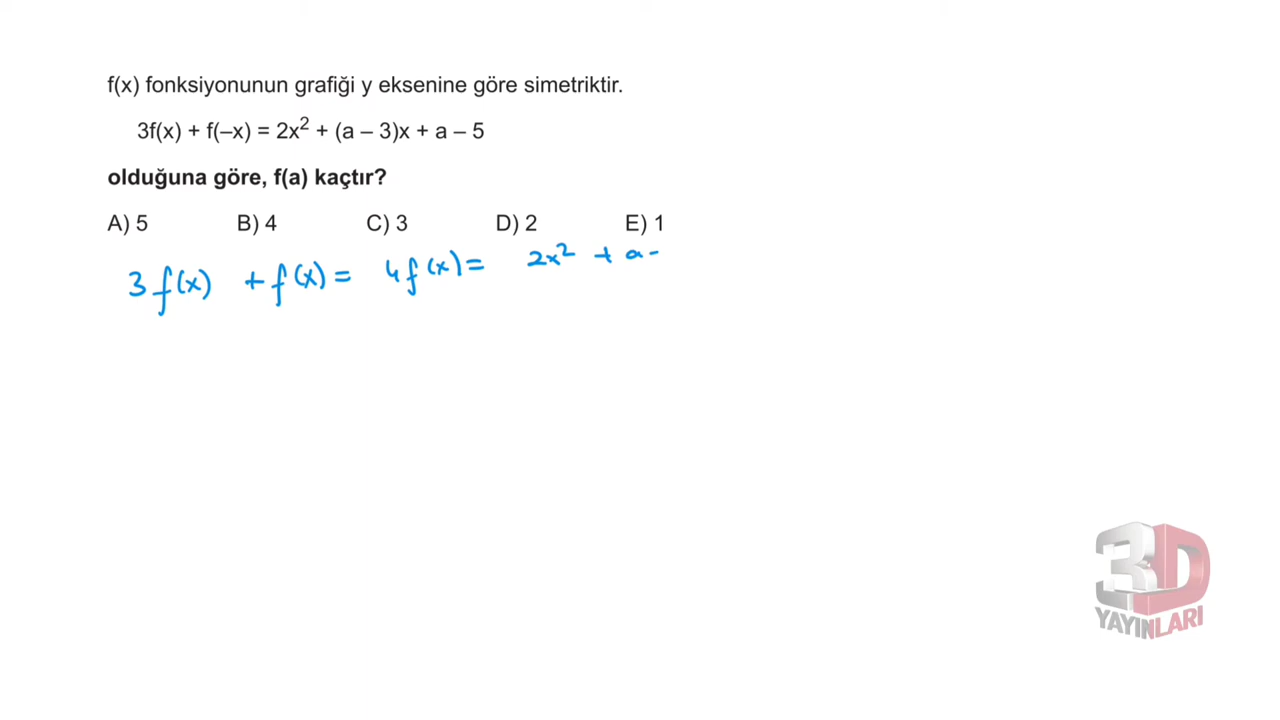 f(x) fonksiyonunun grafiği y eksenine göre simetriktir.
3f(x) + f(–x) = 2x² + (a – 3)x + a – 5
olduğuna göre, f(a) kaçtır?
A) 5 B) 4 C) 3 D) 2 E) 1
3f(x) + f(x) = 4f(x) = 2x² + a -
3D
YAYINLARI